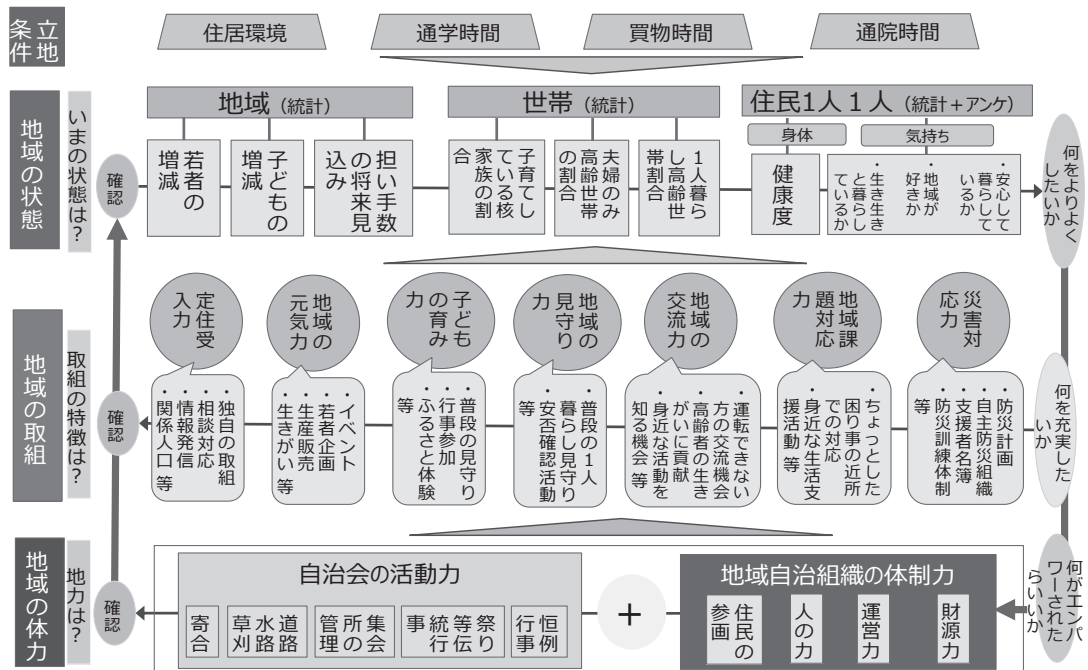 立地
条件
住居環境
通学時間
買物時間
通院時間
地域の状態
いまの状態は?
確認
地域(統計)
若者の
増減
子どもの
増減
担い手数
の将来見
込み
世帯(統計)
子育てし
ている核
家族の割
合
夫婦のみ
高齢世帯
の割合
1人暮ら
し高齢世
帯割合
住民1人1人(統計+アンケ)
身体
健康度
気持ち
・安心して
暮らして
いるか
・地域が
好きか
・生き生き
と暮らし
ているか
何をよりよく
したいか
地域の取組
取組の特徴は?
確認
定住受
入力
・独自の取組
・相談対応
・情報発信
・関係人口 等
地域の
元気力
・イベント
・若者企画
・生産販売
・生きがい 等
子ども
の育み
力
・普段の見守り
・行事参加
・ふるさと体験
等
地域の
見守り
力
・普段の1人
暮らし見守り
・安否確認活動
等
地域の
交流力
・運転できない
方の交流機会
・高齢者の生き
がいに貢献
・身近な活動を
知る機会 等
地域課
題対応
力
・ちょっとした
困り事の近所
での対応
・身近な生活支
援活動 等
災害対
応力
・防災計画
・自主防災組織
・支援者名簿
・防災訓練体制
等
何を充実した
いか
地域の体力
地力は?
確認
自治会の活動力
寄合
道路
水路
草刈
集会
所の
管理
祭り
等伝
統行
事
恒例
行事
+
地域自治組織の体制力
住民の
参画
人の力
運営力
財源力
何がエンパ
ワーされた
らいいか